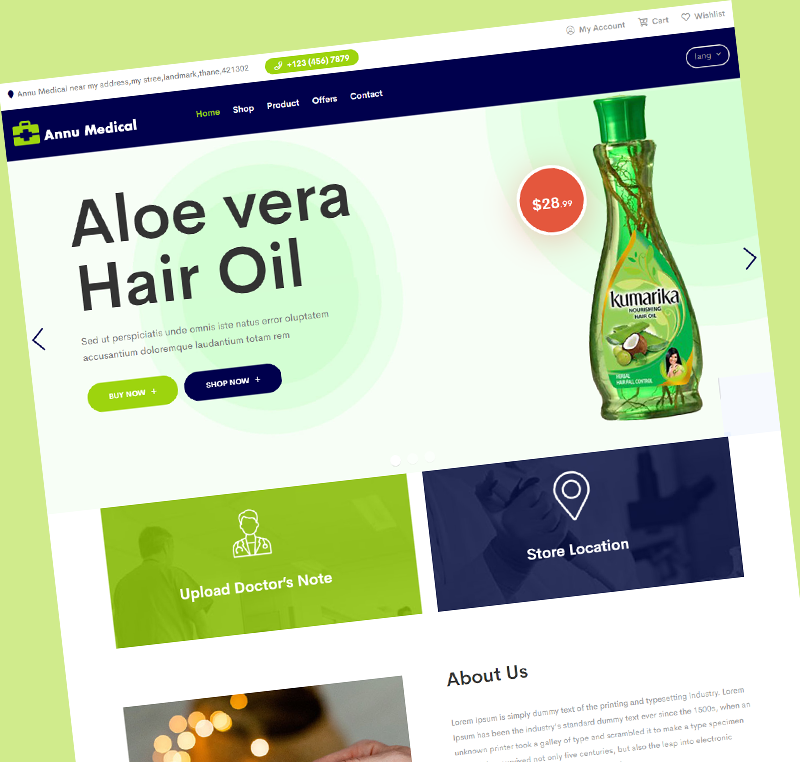 My Account Cart Wishlist
Annu Medical near my address,my stree,landmark,thane,421302 +123 (456) 7879
lang
Annu Medical Home Shop Product Offers Contact
Aloe vera
Hair Oil
$28.99
Sed ut perspiciatis unde omnis iste natus error oluptatem
accusantium doloremque laudantium totam rem
BUY NOW +
SHOP NOW +
kumarika
NOURISHING
HAIR OIL
HERBAL
HAIR FALL CONTROL
Upload Doctor's Note
Store Location
About Us
Lorem Ipsum is simply dummy text of the printing and typesetting industry. Lorem
Ipsum has been the industry's standard dummy text ever since the 1500s, when an
unknown printer took a galley of type and scrambled it to make a type specimen
not only five centuries, but also the leap into electronic